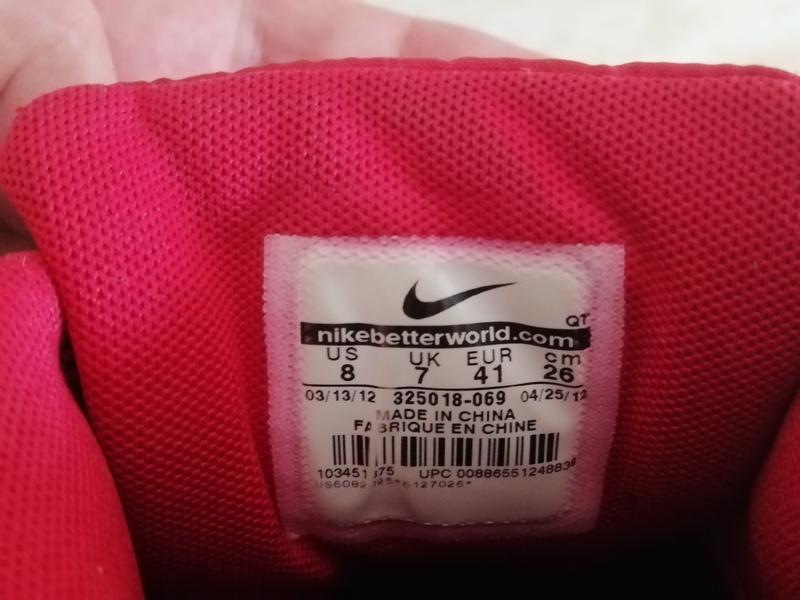 QT
nikebetterworld.com
US UK EUR cm
8 7 41 26
03/13/12 325018-069 04/25/12
MADE IN CHINA
FABRIQUE EN CHINE
UPC 00886551248838